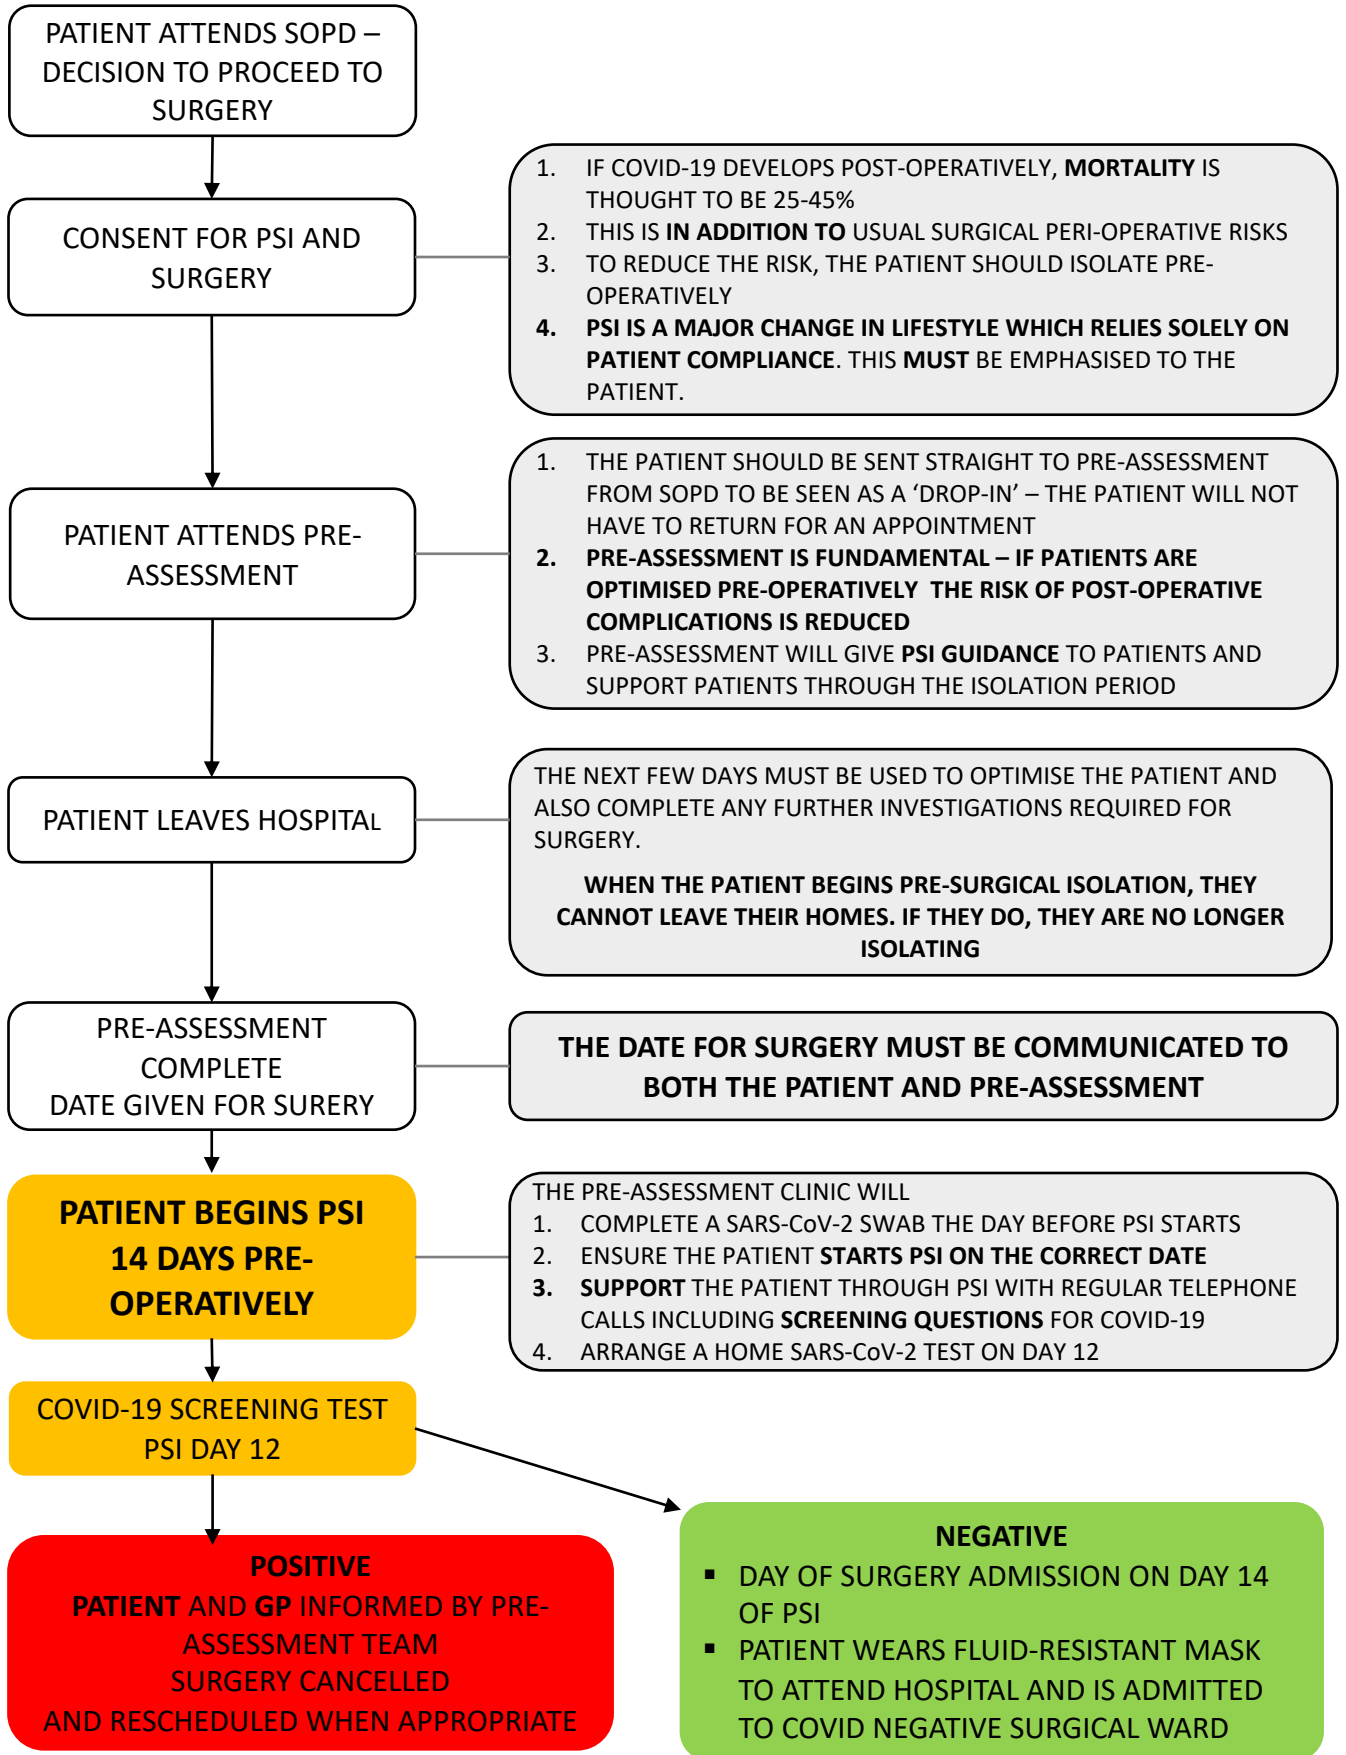 PATIENT ATTENDS SOPD –
DECISION TO PROCEED TO
SURGERY
CONSENT FOR PSI AND
SURGERY
1. IF COVID-19 DEVELOPS POST-OPERATIVELY, MORTALITY IS
THOUGHT TO BE 25-45%
2. THIS IS IN ADDITION TO USUAL SURGICAL PERI-OPERATIVE RISKS
3. TO REDUCE THE RISK, THE PATIENT SHOULD ISOLATE PRE-
OPERATIVELY
4. PSI IS A MAJOR CHANGE IN LIFESTYLE WHICH RELIES SOLELY ON
PATIENT COMPLIANCE. THIS MUST BE EMPHASISED TO THE
PATIENT.
PATIENT ATTENDS PRE-
ASSESSMENT
1. THE PATIENT SHOULD BE SENT STRAIGHT TO PRE-ASSESSMENT
FROM SOPD TO BE SEEN AS A ‘DROP-IN’ – THE PATIENT WILL NOT
HAVE TO RETURN FOR AN APPOINTMENT
2. PRE-ASSESSMENT IS FUNDAMENTAL – IF PATIENTS ARE
OPTIMISED PRE-OPERATIVELY THE RISK OF POST-OPERATIVE
COMPLICATIONS IS REDUCED
3. PRE-ASSESSMENT WILL GIVE PSI GUIDANCE TO PATIENTS AND
SUPPORT PATIENTS THROUGH THE ISOLATION PERIOD
PATIENT LEAVES HOSPITAL
THE NEXT FEW DAYS MUST BE USED TO OPTIMISE THE PATIENT AND
ALSO COMPLETE ANY FURTHER INVESTIGATIONS REQUIRED FOR
SURGERY.
WHEN THE PATIENT BEGINS PRE-SURGICAL ISOLATION, THEY
CANNOT LEAVE THEIR HOMES. IF THEY DO, THEY ARE NO LONGER
ISOLATING
PRE-ASSESSMENT
COMPLETE
DATE GIVEN FOR SURERY
THE DATE FOR SURGERY MUST BE COMMUNICATED TO
BOTH THE PATIENT AND PRE-ASSESSMENT
PATIENT BEGINS PSI
14 DAYS PRE-
OPERATIVELY
THE PRE-ASSESSMENT CLINIC WILL
1. COMPLETE A SARS-CoV-2 SWAB THE DAY BEFORE PSI STARTS
2. ENSURE THE PATIENT STARTS PSI ON THE CORRECT DATE
3. SUPPORT THE PATIENT THROUGH PSI WITH REGULAR TELEPHONE
CALLS INCLUDING SCREENING QUESTIONS FOR COVID-19
4. ARRANGE A HOME SARS-CoV-2 TEST ON DAY 12
COVID-19 SCREENING TEST
PSI DAY 12
POSITIVE
PATIENT AND GP INFORMED BY PRE-
ASSESSMENT TEAM
SURGERY CANCELLED
AND RESCHEDULED WHEN APPROPRIATE
NEGATIVE
▪ DAY OF SURGERY ADMISSION ON DAY 14
OF PSI
▪ PATIENT WEARS FLUID-RESISTANT MASK
TO ATTEND HOSPITAL AND IS ADMITTED
TO COVID NEGATIVE SURGICAL WARD